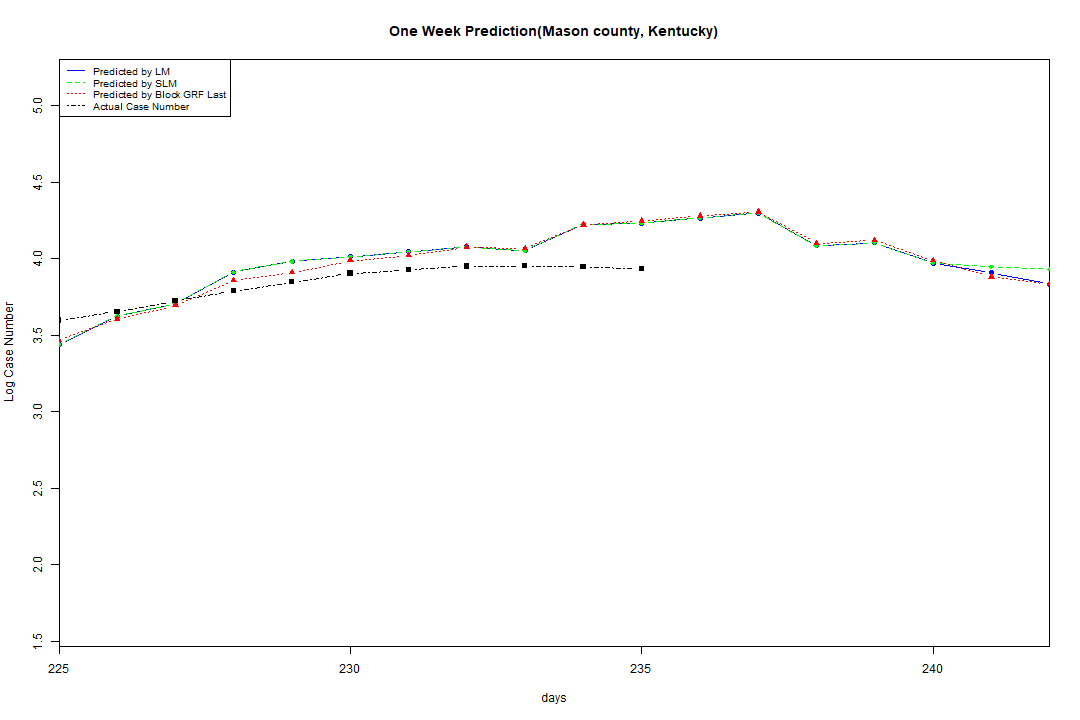 One Week Prediction(Mason county, Kentucky)
Predicted by LM
Predicted by SLM
Predicted by Block GRF Last
Actual Case Number
Log Case Number
5.0
4.5
4.0
3.5
3.0
2.5
2.0
1.5
225 230 235 240
days